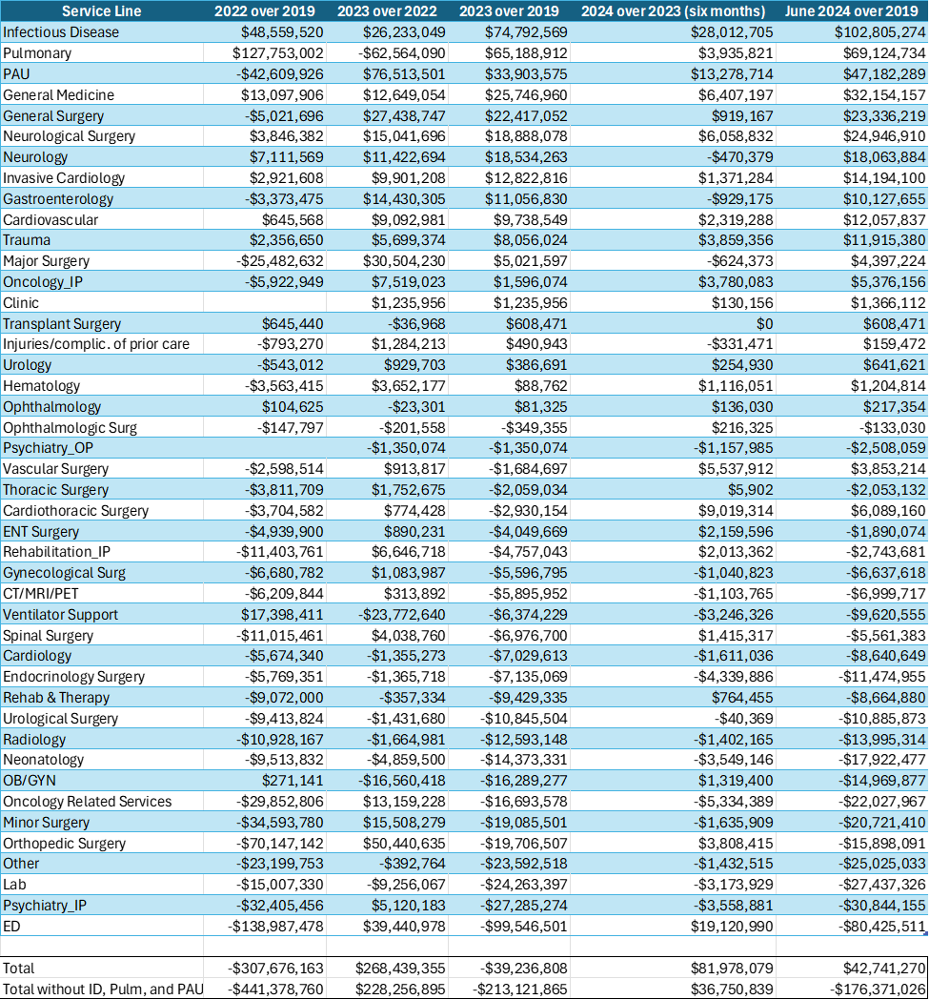 Service Line 2022 over 2019 2023 over 2022 2023 over 2019 2024 over 2023 (six months) June 2024 over 2019
Infectious Disease $48,559,520 $26,233,049 $74,792,569 $28,012,705 $102,805,274
Pulmonary $127,753,002 -$62,564,090 $65,188,912 $3,935,821 $69,124,734
PAU -$42,609,926 $76,513,501 $33,903,575 $13,278,714 $47,182,289
General Medicine $13,097,906 $12,649,054 $25,746,960 $6,407,197 $32,154,157
General Surgery -$5,021,696 $27,438,747 $22,417,052 $919,167 $23,336,219
Neurological Surgery $3,846,382 $15,041,696 $18,888,078 $6,058,832 $24,946,910
Neurology $7,111,569 $11,422,694 $18,534,263 -$470,379 $18,063,884
Invasive Cardiology $2,921,608 $9,901,208 $12,822,816 $1,371,284 $14,194,100
Gastroenterology -$3,373,475 $14,430,305 $11,056,830 -$929,175 $10,127,655
Cardiovascular $645,568 $9,092,981 $9,738,549 $2,319,288 $12,057,837
Trauma $2,356,650 $5,699,374 $8,056,024 $3,859,356 $11,915,380
Major Surgery -$25,482,632 $30,504,230 $5,021,597 -$624,373 $4,397,224
Oncology_IP -$5,922,949 $7,519,023 $1,596,074 $3,780,083 $5,376,156
Clinic $1,235,956 $1,235,956 $130,156 $1,366,112
Transplant Surgery $645,440 -$36,968 $608,471 $0 $608,471
Injuries/complic. of prior care -$793,270 $1,284,213 $490,943 -$331,471 $159,472
Urology -$543,012 $929,703 $386,691 $254,930 $641,621
Hematology -$3,563,415 $3,652,177 $88,762 $1,116,051 $1,204,814
Ophthalmology $104,625 -$23,301 $81,325 $136,030 $217,354
Ophthalmologic Surg -$147,797 -$201,558 -$349,355 $216,325 -$133,030
Psychiatry_OP -$1,350,074 -$1,350,074 -$1,157,985 -$2,508,059
Vascular Surgery -$2,598,514 $913,817 -$1,684,697 $5,537,912 $3,853,214
Thoracic Surgery -$3,811,709 $1,752,675 -$2,059,034 $5,902 -$2,053,132
Cardiothoracic Surgery -$3,704,582 $774,428 -$2,930,154 $9,019,314 $6,089,160
ENT Surgery -$4,939,900 $890,231 -$4,049,669 $2,159,596 -$1,890,074
Rehabilitation_IP -$11,403,761 $6,646,718 -$4,757,043 $2,013,362 -$2,743,681
Gynecological Surg -$6,680,782 $1,083,987 -$5,596,795 -$1,040,823 -$6,637,618
CT/MRI/PET -$6,209,844 $313,892 -$5,895,952 -$1,103,765 -$6,999,717
Ventilator Support $17,398,411 -$23,772,640 -$6,374,229 -$3,246,326 -$9,620,555
Spinal Surgery -$11,015,461 $4,038,760 -$6,976,700 $1,415,317 -$5,561,383
Cardiology -$5,674,340 -$1,355,273 -$7,029,613 -$1,611,036 -$8,640,649
Endocrinology Surgery -$5,769,351 -$1,365,718 -$7,135,069 -$4,339,886 -$11,474,955
Rehab & Therapy -$9,072,000 -$357,334 -$9,429,335 $764,455 -$8,664,880
Urological Surgery -$9,413,824 -$1,431,680 -$10,845,504 -$40,369 -$10,885,873
Radiology -$10,928,167 -$1,664,981 -$12,593,148 -$1,402,165 -$13,995,314
Neonatology -$9,513,832 -$4,859,500 -$14,373,331 -$3,549,146 -$17,922,477
OB/GYN $271,141 -$16,560,418 -$16,289,277 $1,319,400 -$14,969,877
Oncology Related Services -$29,852,806 $13,159,228 -$16,693,578 -$5,334,389 -$22,027,967
Minor Surgery -$34,593,780 $15,508,279 -$19,085,501 -$1,635,909 -$20,721,410
Orthopedic Surgery -$70,147,142 $50,440,635 -$19,706,507 $3,808,415 -$15,898,091
Other -$23,199,753 -$392,764 -$23,592,518 -$1,432,515 -$25,025,033
Lab -$15,007,330 -$9,256,067 -$24,263,397 -$3,173,929 -$27,437,326
Psychiatry_IP -$32,405,456 $5,120,183 -$27,285,274 -$3,558,881 -$30,844,155
ED -$138,987,478 $39,440,978 -$99,546,501 $19,120,990 -$80,425,511
Total -$307,676,163 $268,439,355 -$39,236,808 $81,978,079 $42,741,270
Total without ID, Pulm, and PAU -$441,378,760 $228,256,895 -$213,121,865 $36,750,839 -$176,371,026